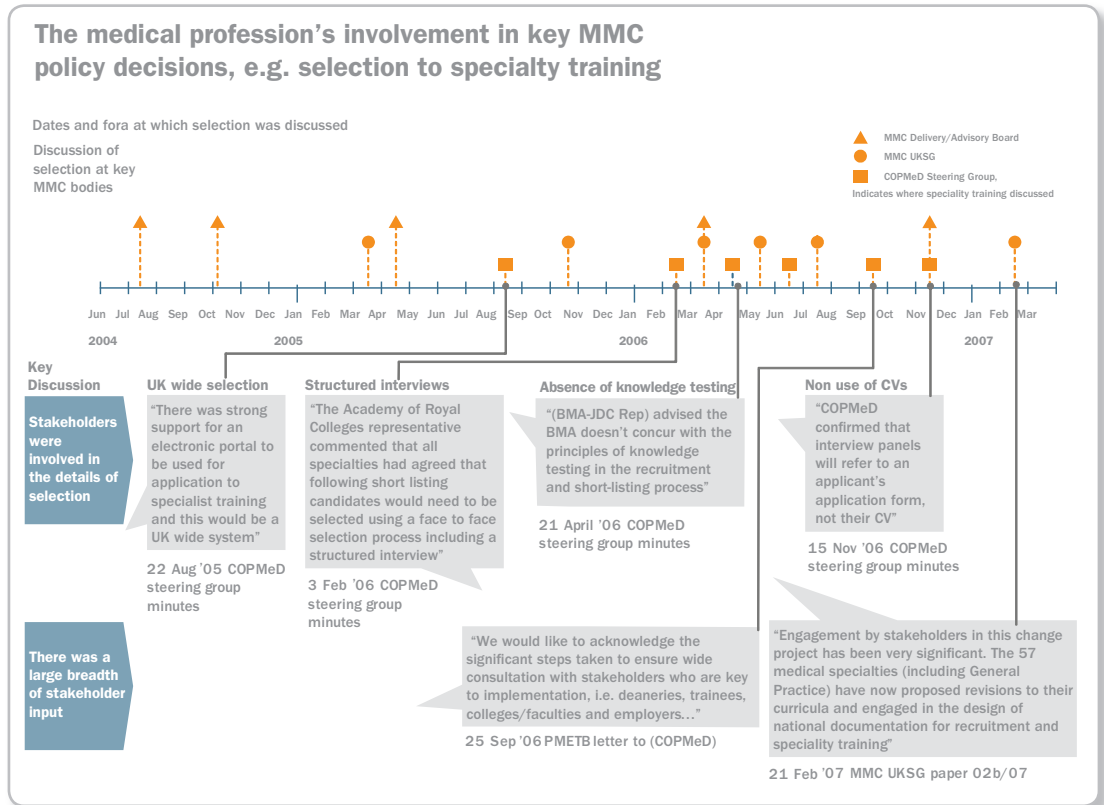 The medical profession's involvement in key MMC
policy decisions, e.g. selection to specialty training
Dates and fora at which selection was discussed
Discussion of
selection at key
MMC bodies
MMC Delivery/Advisory Board
MMC UKSG
COPMeD Steering Group,
Indicates where speciality training discussed
Jun Jul Aug Sep Oct Nov Dec Jan Feb Mar Apr May Jun Jul Aug Sep Oct Nov Dec Jan Feb Mar Apr May Jun Jul Aug Sep Oct Nov Dec Jan Feb Mar
2004 2005 2006 2007
Key
Discussion
Stakeholders
were
involved in
the details of
selection
UK wide selection
“There was strong
support for an
electronic portal to
be used for
application to
specialist training
and this would be a
UK wide system”
22 Aug '05 COPMeD
steering group
minutes
Structured interviews
“The Academy of Royal
Colleges representative
commented that all
specialties had agreed that
following short listing
candidates would need to be
selected using a face to face
selection process including a
structured interview”
3 Feb '06 COPMeD
steering group
minutes
Absence of knowledge testing
“(BMA-JDC Rep) advised the
BMA doesn't concur with the
principles of knowledge
testing in the recruitment
and short-listing process”
21 April '06 COPMeD
steering group minutes
Non use of CVs
“COPMeD
confirmed that
interview panels
will refer to an
applicant's
application form,
not their CV”
15 Nov '06 COPMeD
steering group minutes
There was a
large breadth
of stakeholder
input
“We would like to acknowledge the
significant steps taken to ensure wide
consultation with stakeholders who are key
to implementation, i.e. deaneries, trainees,
colleges/faculties and employers...”
25 Sep '06 PMETB letter to (COPMeD)
“Engagement by stakeholders in this change
project has been very significant. The 57
medical specialties (including General
Practice) have now proposed revisions to their
curricula and engaged in the design of
national documentation for recruitment and
speciality training”
21 Feb '07 MMC UKSG paper 02b/07